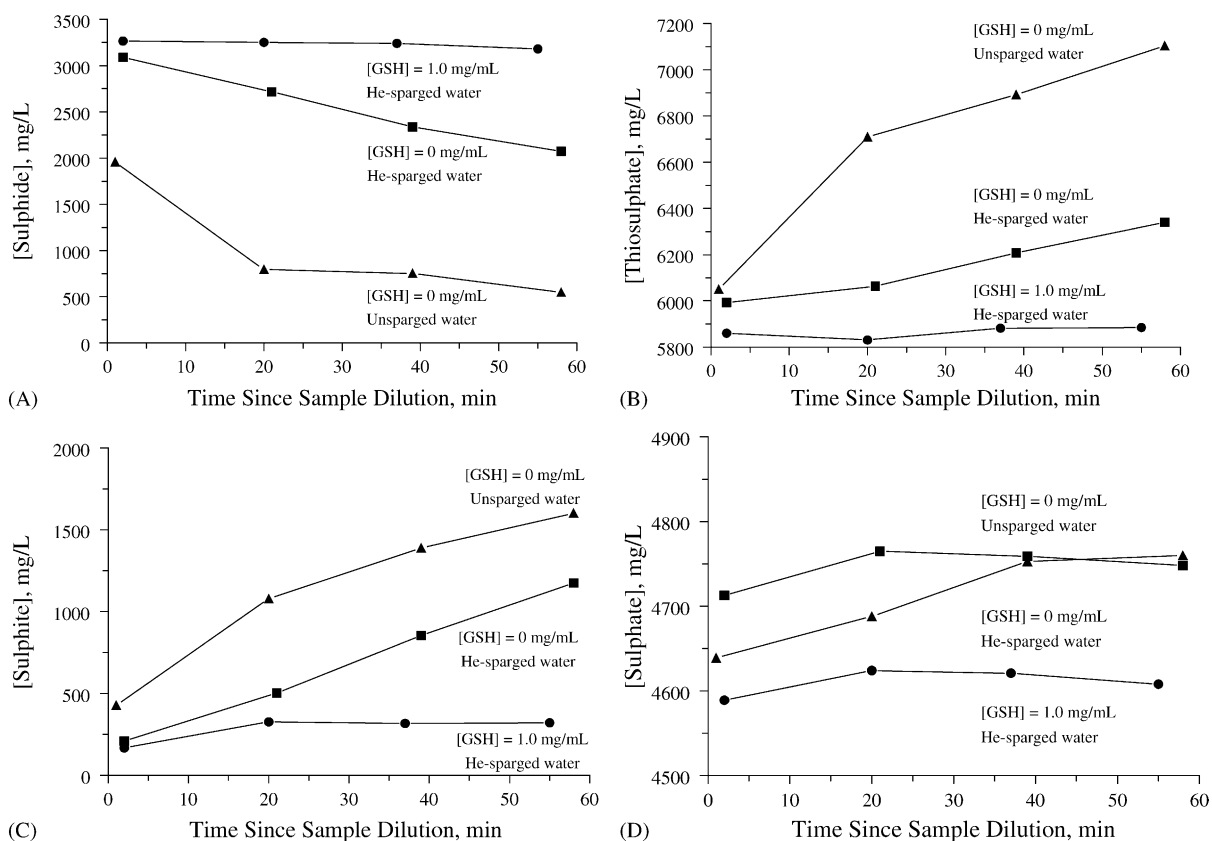 3500
3000
2500
2000
1500
1000
500
0
[Sulphide], mg/L
[GSH] = 1.0 mg/mL
He-sparged water
[GSH] = 0 mg/mL
He-sparged water
[GSH] = 0 mg/mL
Unsparged water
0 10 20 30 40 50 60
(A) Time Since Sample Dilution, min
7200
7000
6800
6600
6400
6200
6000
5800
[Thiosulphate], mg/L
[GSH] = 0 mg/mL
Unsparged water
[GSH] = 0 mg/mL
He-sparged water
[GSH] = 1.0 mg/mL
He-sparged water
0 10 20 30 40 50 60
(B) Time Since Sample Dilution, min
2000
1500
1000
500
0
[Sulphite], mg/L
[GSH] = 0 mg/mL
Unsparged water
[GSH] = 0 mg/mL
He-sparged water
[GSH] = 1.0 mg/mL
He-sparged water
0 10 20 30 40 50 60
(C) Time Since Sample Dilution, min
4900
4800
4700
4600
4500
[Sulphate], mg/L
[GSH] = 0 mg/mL
Unsparged water
[GSH] = 0 mg/mL
He-sparged water
[GSH] = 1.0 mg/mL
He-sparged water
0 10 20 30 40 50 60
(D) Time Since Sample Dilution, min